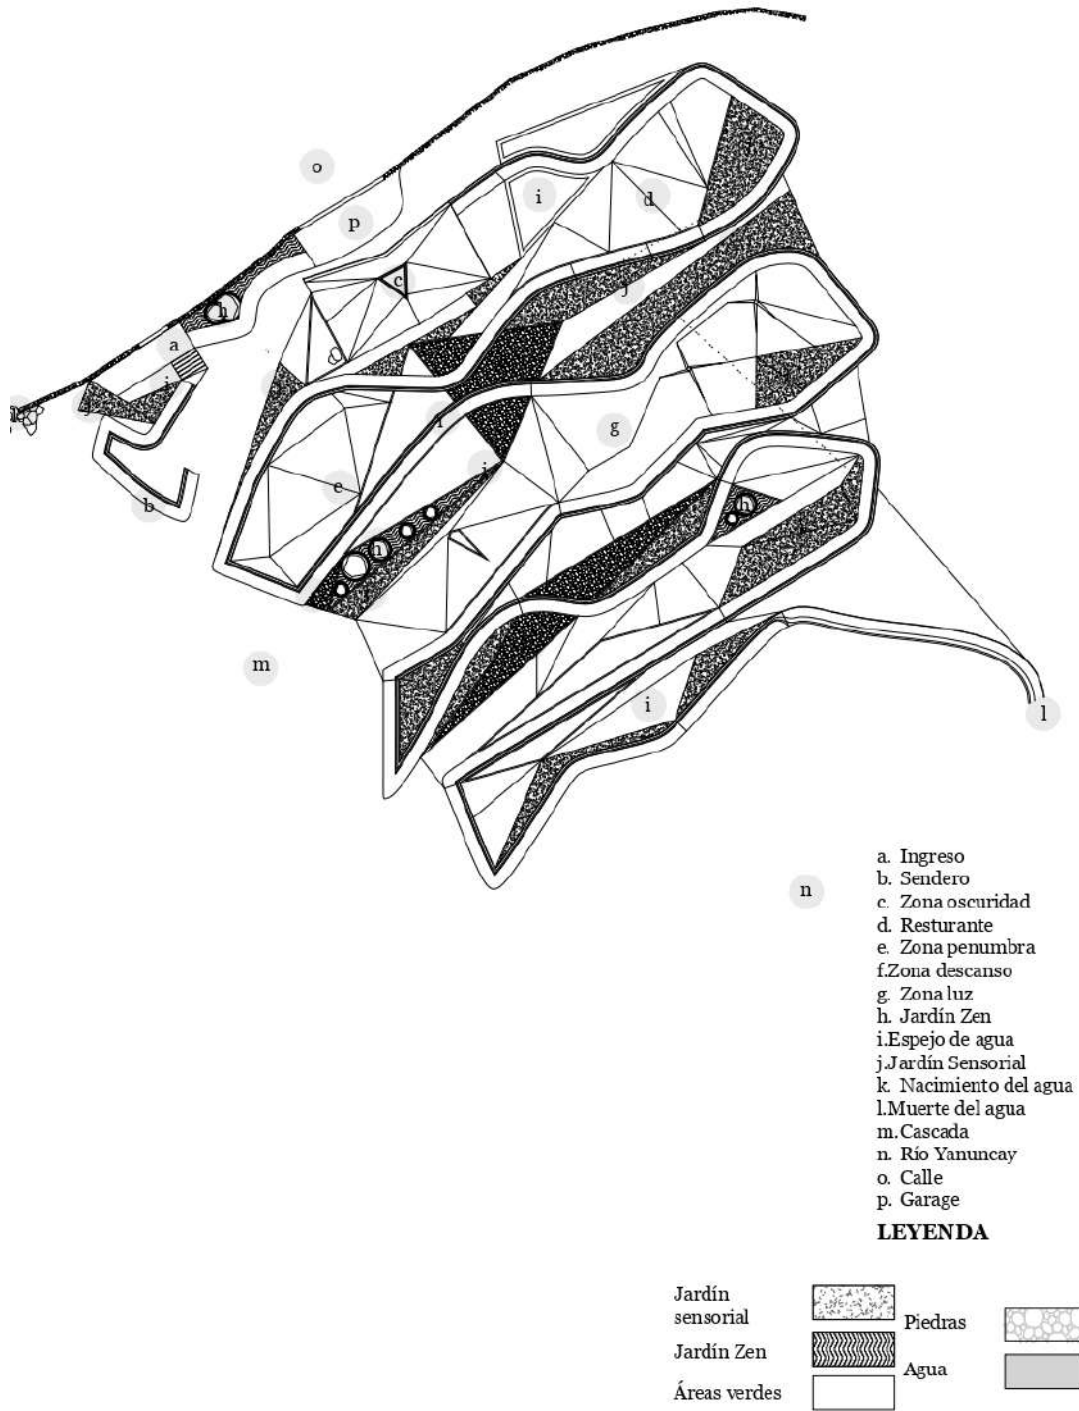 o
i
d
p
c
j
h
a
i
g
e
i
b
h
h
m
i
l
n
a. Ingreso
b. Sendero
c. Zona oscuridad
d. Resturante
e. Zona penumbra
f.Zona descanso
g. Zona luz
h. Jardín Zen
i.Espejo de agua
j.Jardín Sensorial
k. Nacimiento del agua
l.Muerte del agua
m.Cascada
n. Río Yanuncay
o. Calle
p. Garage
LEYENDA
Jardín
sensorial
Piedras
Jardín Zen
Agua
Áreas verdes